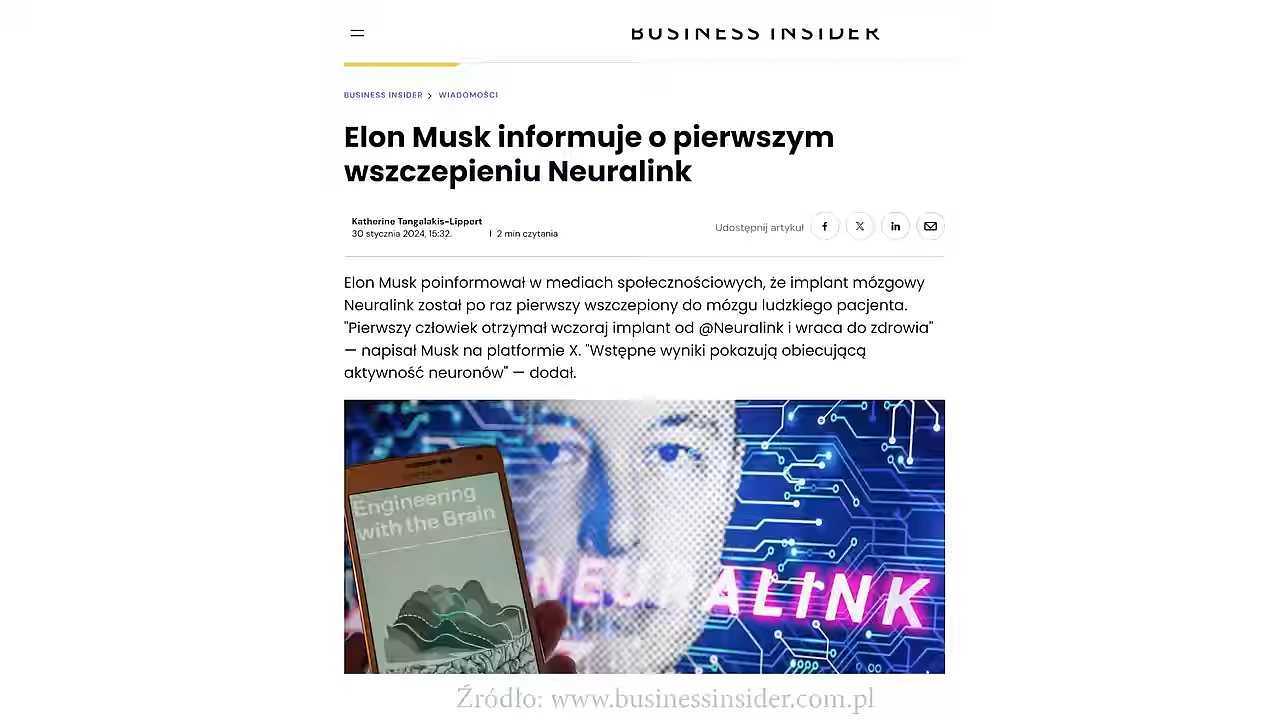 BUSINESS INSIDER
BUSINESS INSIDER > WIADOMOŚCI
Elon Musk informuje o pierwszym
wszczepieniu Neuralink
Katherine Tangalakis-Lippert
30 stycznia 2024, 15:32. | 2 min czytania
Udostępnij artykuł
Elon Musk poinformował w mediach społecznościowych, że implant mózgowy
Neuralink został po raz pierwszy wszczepiony do mózgu ludzkiego pacjenta.
"Pierwszy człowiek otrzymał wczoraj implant od @Neuralink i wraca do zdrowia"
— napisał Musk na platformie X. "Wstępne wyniki pokazują obiecującą
aktywność neuronów" — dodał.
Engineering
with the Brain
NEURALINK
Źródło: www.businessinsider.com.pl